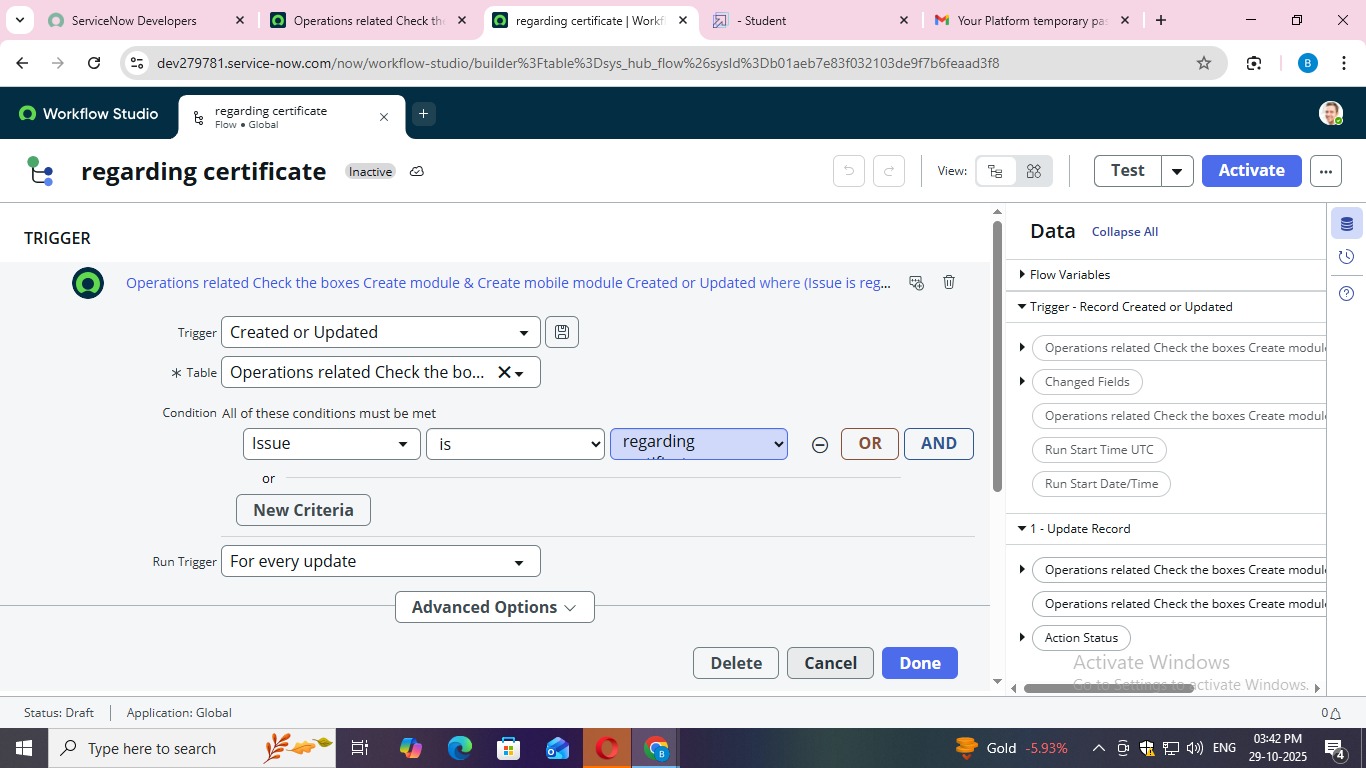 ServiceNow Developers
Operations related Check the
regarding certificate | Workf
- Student
Your Platform temporary pa
dev279781.service-now.com/now/workflow-studio/builder%3Ftable%3Dsys_hub_flow%26sysId%3Db01aeb7e83f032103de9f7b6feaad3f8
B
Workflow Studio
regarding certificate
Flow • Global
regarding certificate
Inactive
View:
Test
Activate
TRIGGER
Operations related Check the boxes Create module & Create mobile module Created or Updated where (Issue is reg...
Trigger
Created or Updated
* Table
Operations related Check the bo...
Condition
All of these conditions must be met
Issue
is
regarding
OR
AND
or
New Criteria
Run Trigger
For every update
Advanced Options
Delete
Cancel
Done
Data
Collapse All
Flow Variables
Trigger - Record Created or Updated
Operations related Check the boxes Create modul
Changed Fields
Operations related Check the boxes Create modul
Run Start Time UTC
Run Start Date/Time
1 - Update Record
Operations related Check the boxes Create modul
Operations related Check the boxes Create modul
Action Status
Activate Windows
Go to Settings to activate Windows.
Status: Draft
Application: Global
0
Type here to search
Gold -5.93%
ENG
03:42 PM
29-10-2025
4